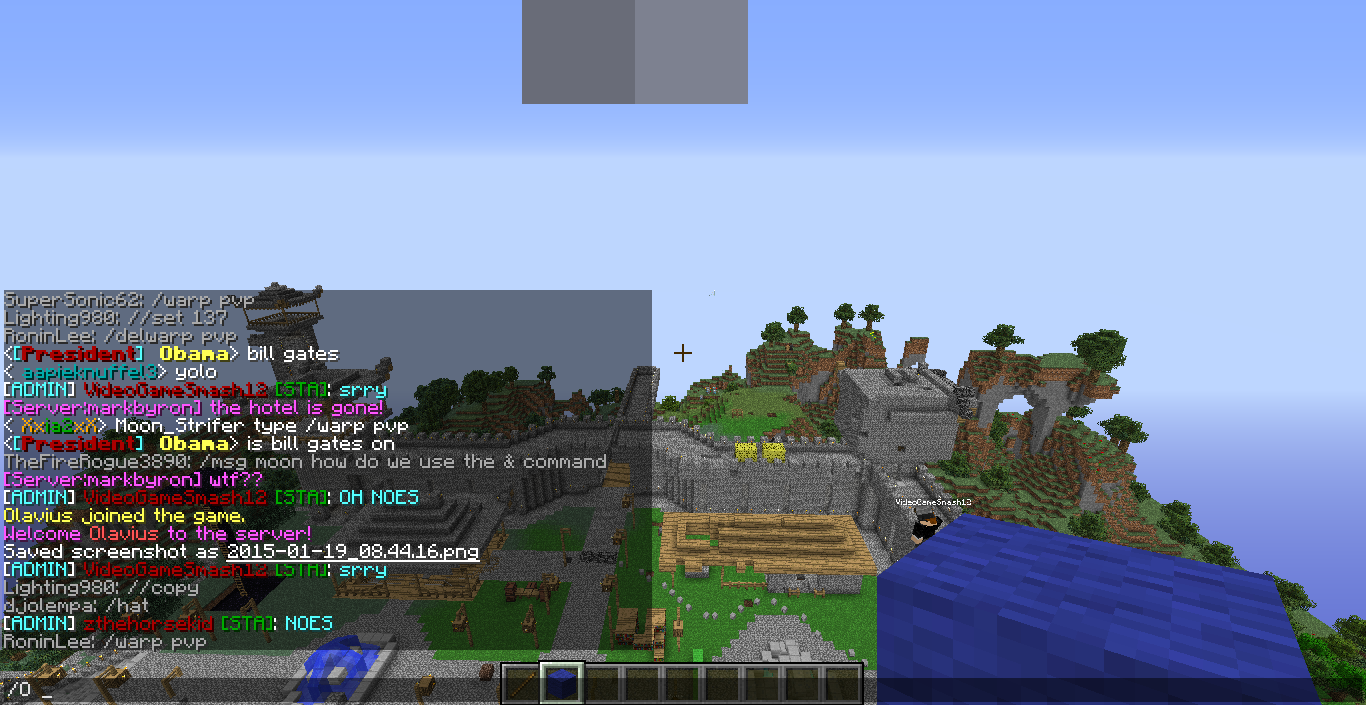 SuperSonic62: /warp pvp
Lighting980: //set 137
RoninLee: /delwarp pvp
<[President] Obama> bill gates
< aapieknuffel3> yolo
[ADMIN] VideoGameSmash12 [STA]: srry
[Server:markbyron] the hotel is gone!
< Xxja2xX> Moon_Strifer type /warp pvp
<[President] Obama> is bill gates on
TheFireRogue3890: /msg moon how do we use the & command
[Server:markbyron] wtf??
[ADMIN] VideoGameSmash12 [STA]: OH NOES
Olavius joined the game.
Welcome Olavius to the server!
Saved screenshot as 2015-01-19_08.44.16.png
[ADMIN] VideoGameSmash12 [STA]: srry
Lighting980: //copy
djolempa: /hat
[ADMIN] zthehorsekid [STA]: NOES
RoninLee: /warp pvp
/O _
VideoGameSmash12